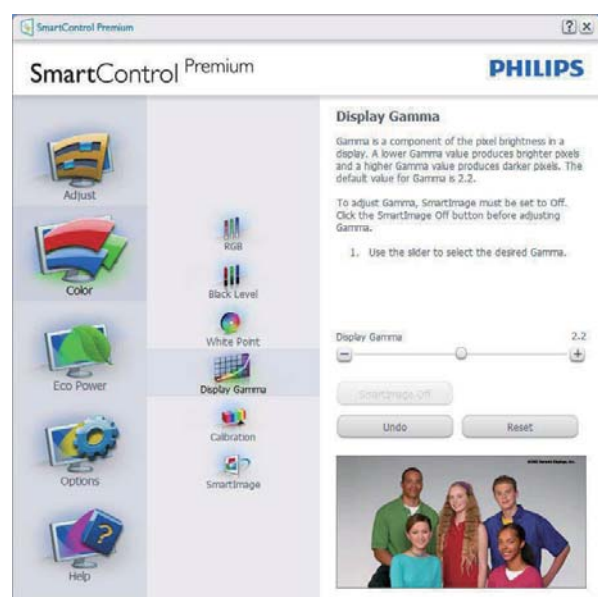 SmartControl Premium
SmartControl Premium
PHILIPS
Adjust
Color
Eco Power
Options
Help
RGB
Black Level
White Point
Display Gamma
Calibration
SmartImage
Display Gamma
Gamma is a component of the pixel brightness in a
display. A lower Gamma value produces brighter pixels
and a higher Gamma value produces darker pixels. The
default value for Gamma is 2.2.
To adjust Gamma, SmartImage must be set to Off.
Click the SmartImage Off button before adjusting
Gamma.
1. Use the slider to select the desired Gamma.
Display Gamma 2.2
SmartImage Off
Undo Reset